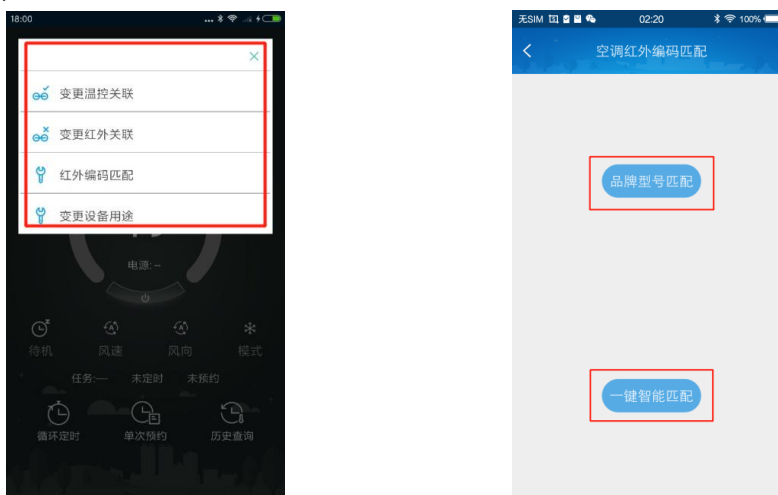 18:00
变更温控关联
变更红外关联
红外编码匹配
变更设备用途
电源:--
待机 风速 风向 模式
任务:— 未定时 未预约
循环定时 单次预约 历史查询
无SIM 02:20 100%
空调红外编码匹配
品牌型号匹配
一键智能匹配